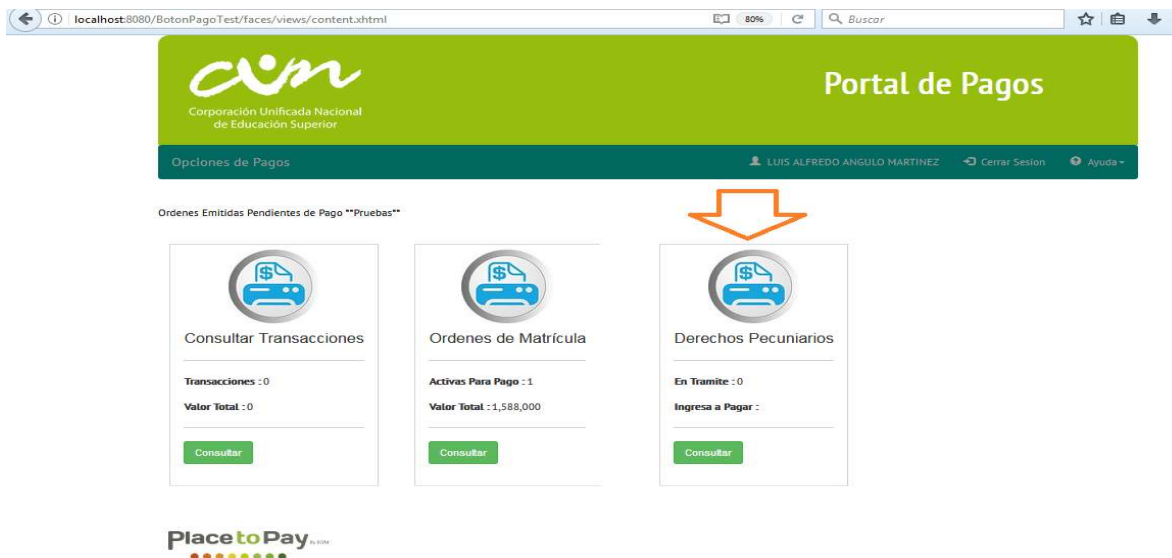 localhost:8080/BotonPagoTest/faces/views/content.xhtml
80%
Buscar
cun
Corporación Unificada Nacional
de Educación Superior
Portal de Pagos
Opciones de Pagos
LUIS ALFREDO ANGULO MARTINEZ
Cerrar Sesion
Ayuda
Ordenes Emitidas Pendientes de Pago **Pruebas**
$
Consultar Transacciones
Transacciones : 0
Valor Total : 0
Consultar
$
Ordenes de Matrícula
Activas Para Pago : 1
Valor Total : 1,588,000
Consultar
$
Derechos Pecuniarios
En Tramite : 0
Ingresa a Pagar :
Consultar
PlacetoPay